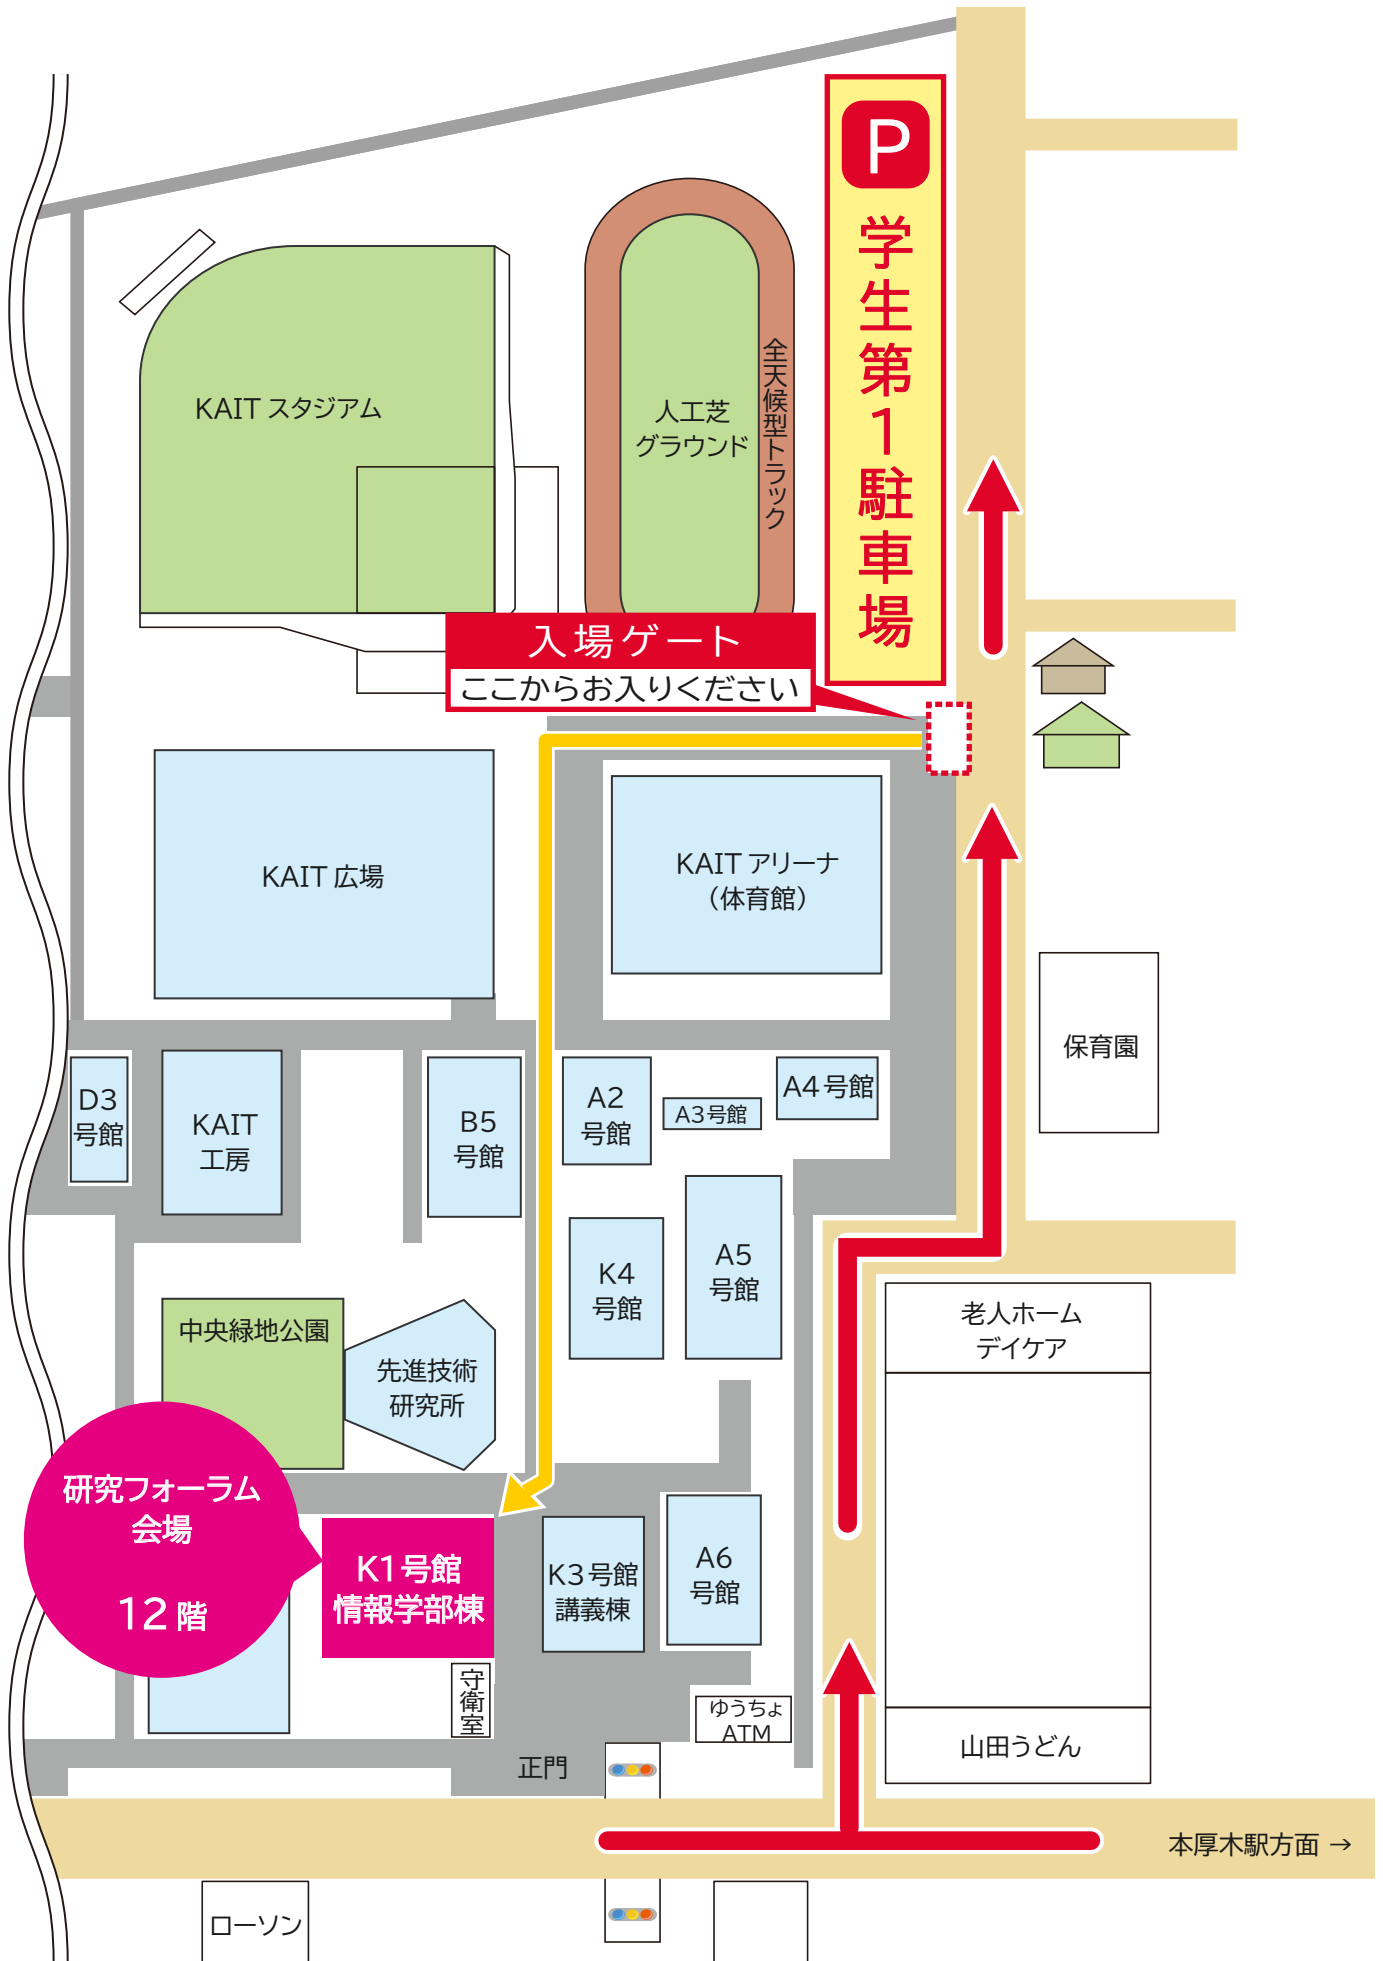 P
学生第1駐車場
KAIT スタジアム
人工芝
グラウンド
全天候型トラック
入場ゲート
ここからお入りください
KAIT 広場
KAIT アリーナ
（体育館）
保育園
D3
号館
KAIT
工房
B5
号館
A2
号館
A3号館
A4号館
K4
号館
A5
号館
中央緑地公園
先進技術
研究所
老人ホーム
デイケア
研究フォーラム
会場
12階
K1号館
情報学部棟
K3号館
講義棟
A6
号館
守衛室
ゆうちょ
ATM
正門
山田うどん
本厚木駅方面 →
ローソン